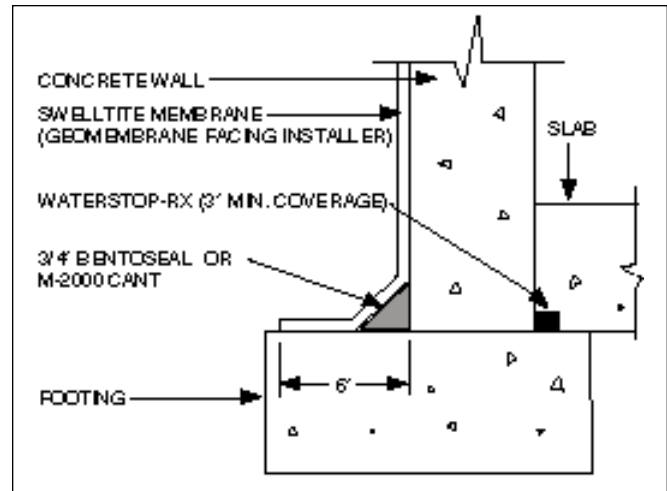 CONCRETE WALL
SWELLTITE MEMBRANE
(GEOMEMBRANE FACING INSTALLER)
SLAB
WATERSTOP-RX (3" MIN. COVERAGE)
3/4" BENTOSEAL OR
M-2000 CANT
6"
FOOTING